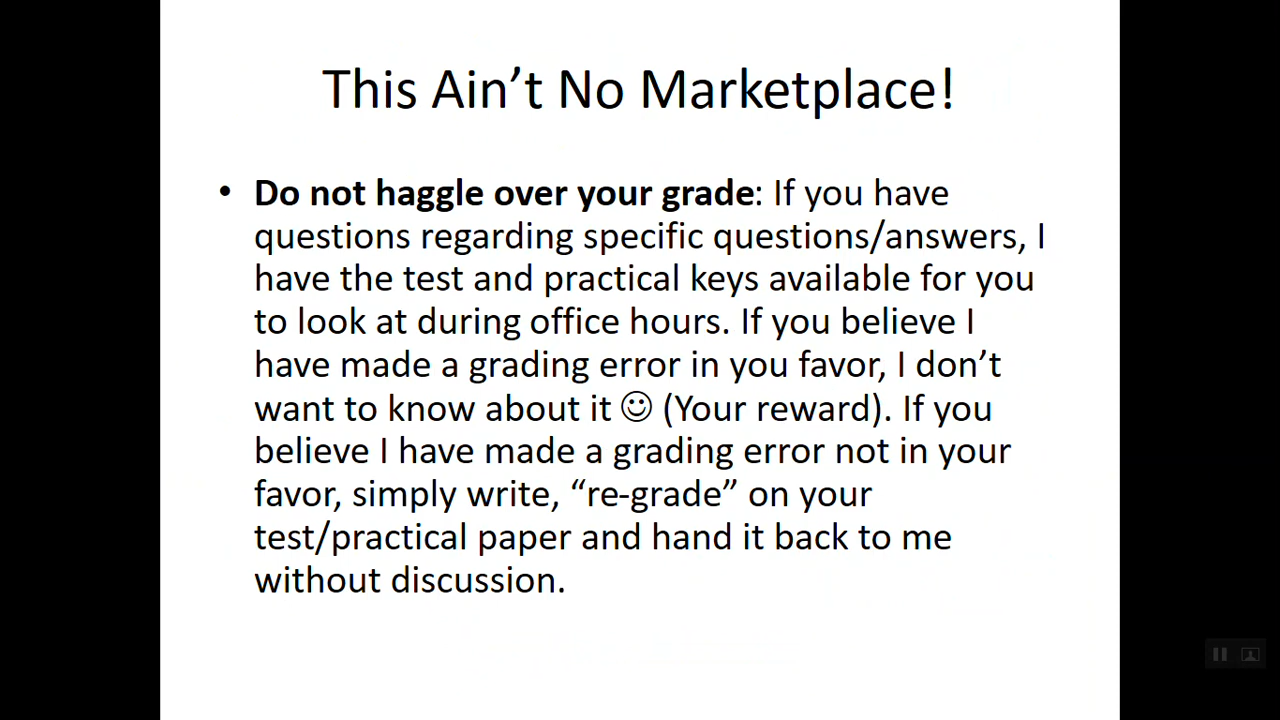 This Ain’t No Marketplace!
• Do not haggle over your grade: If you have
questions regarding specific questions/answers, I
have the test and practical keys available for you
to look at during office hours. If you believe I
have made a grading error in you favor, I don’t
want to know about it ☺ (Your reward). If you
believe I have made a grading error not in your
favor, simply write, “re-grade” on your
test/practical paper and hand it back to me
without discussion.